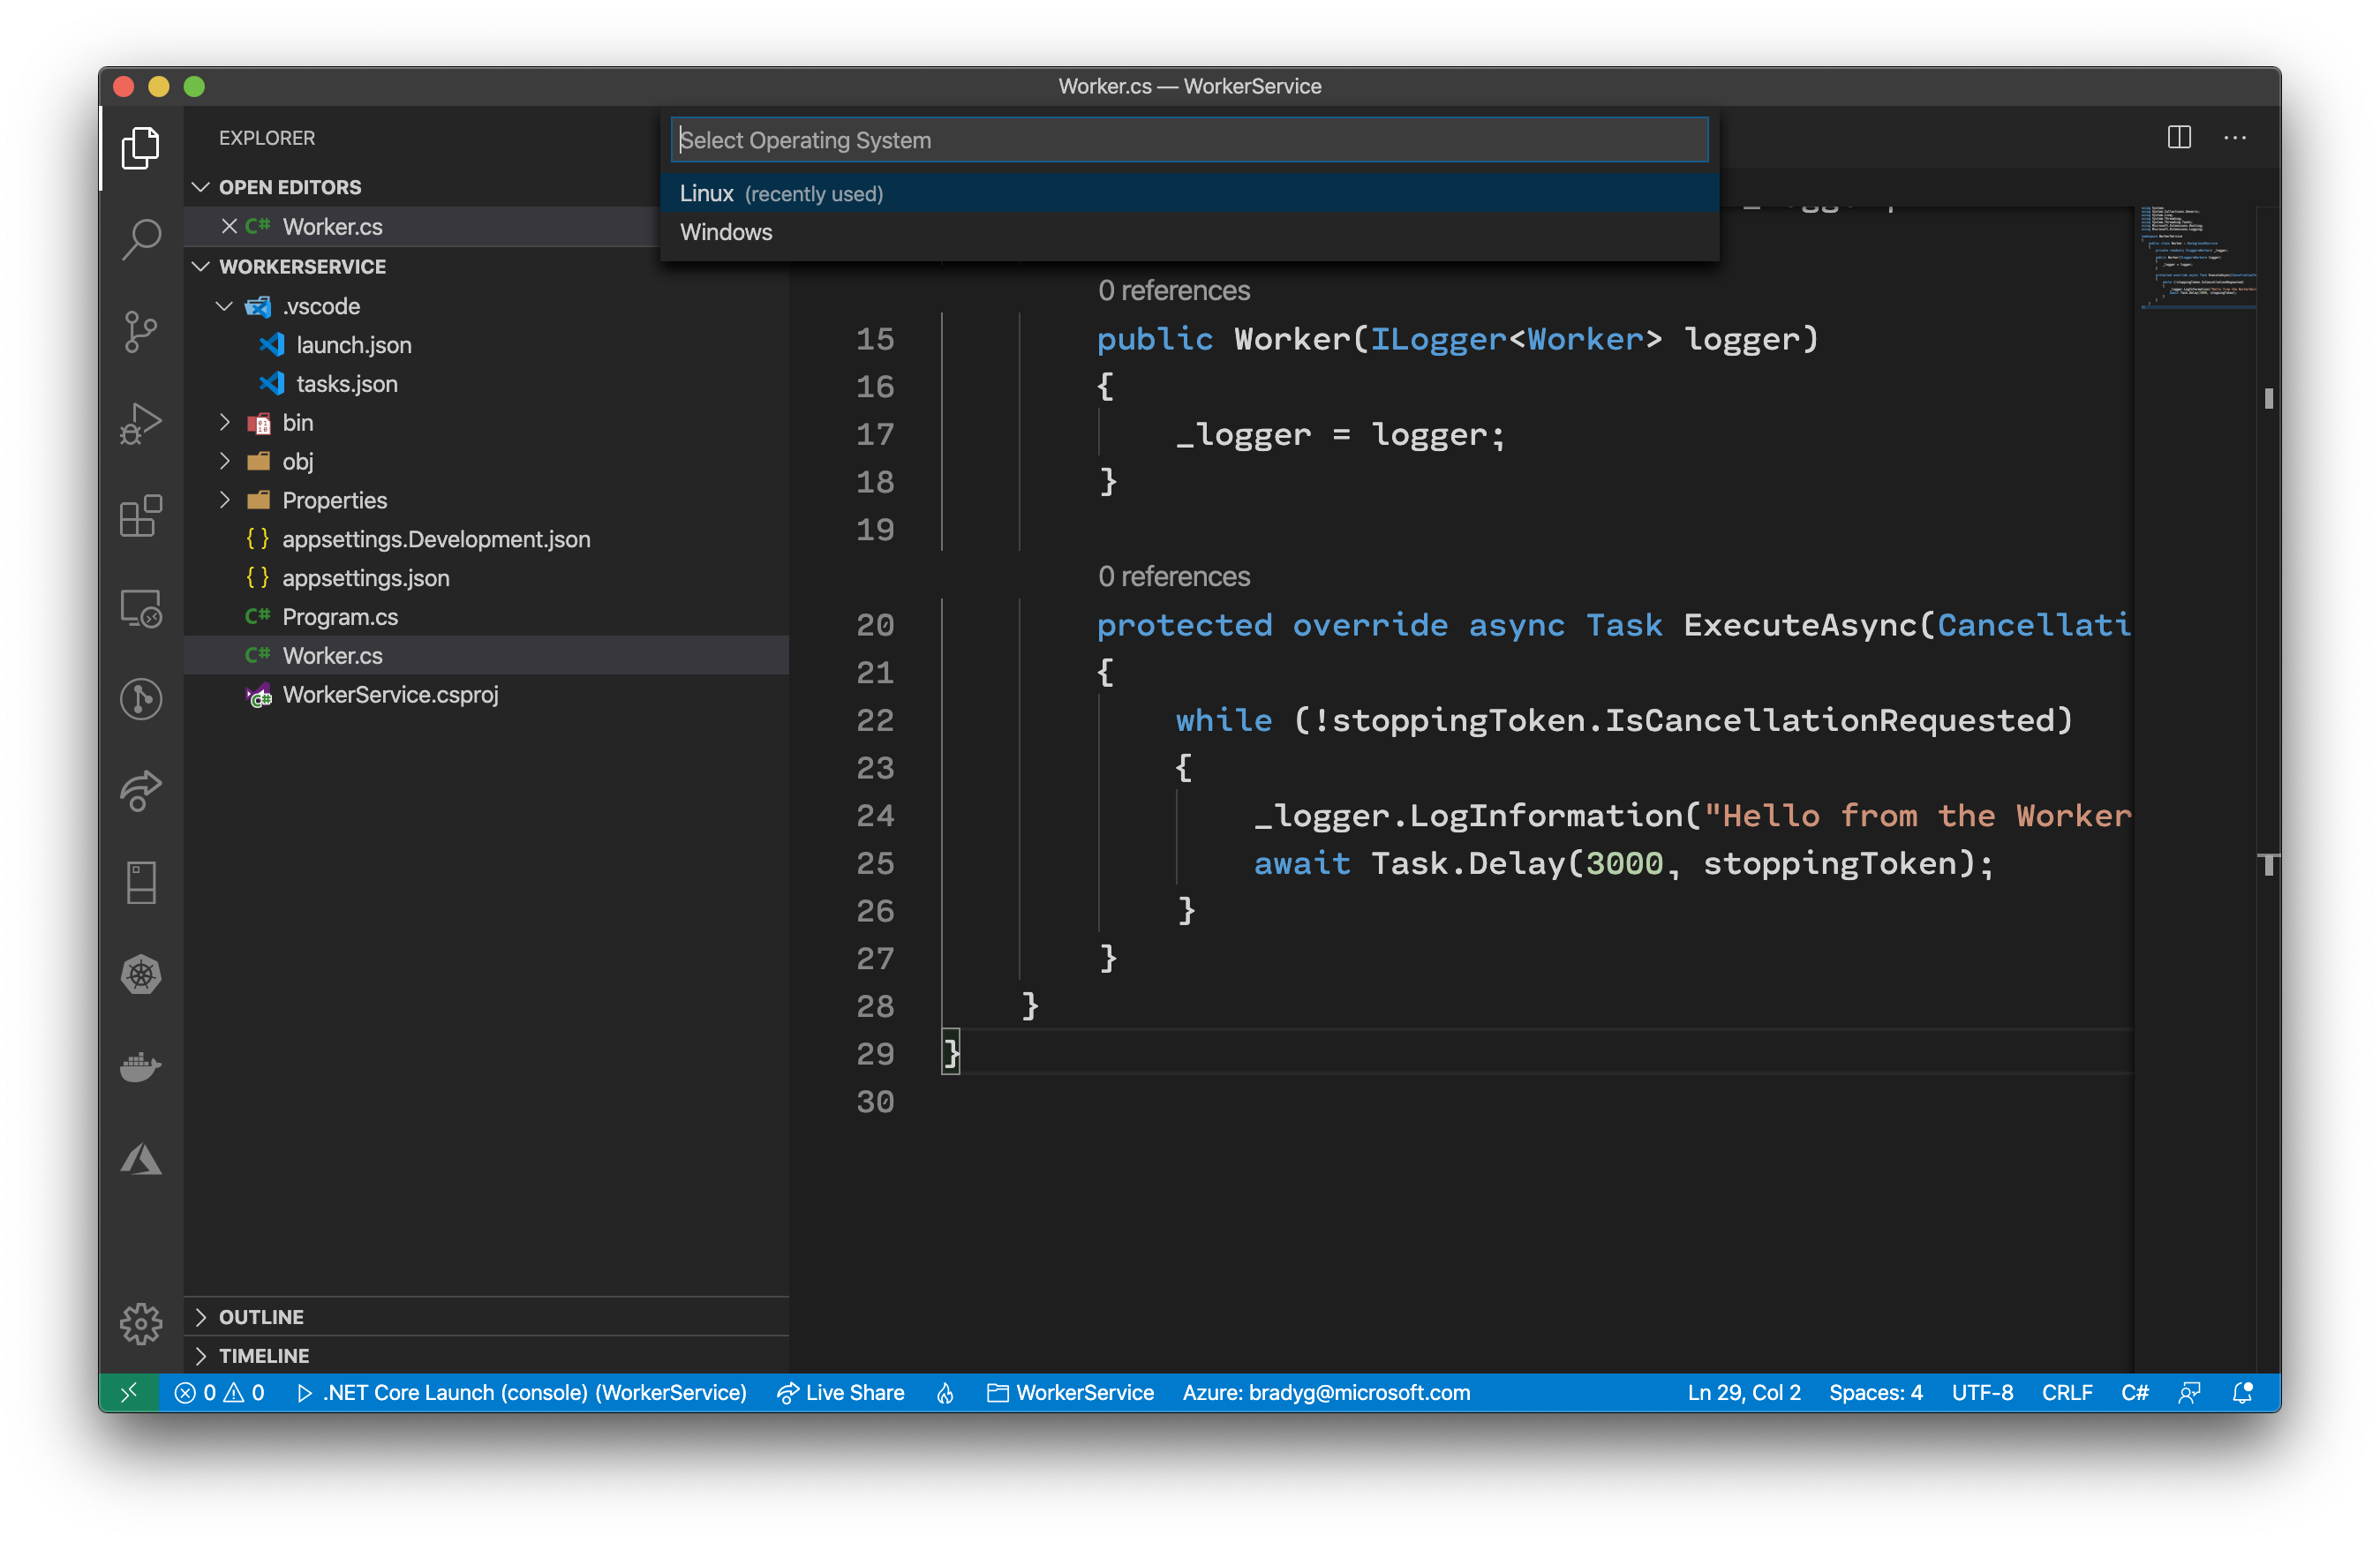 Worker.cs — WorkerService
EXPLORER
OPEN EDITORS
Worker.cs
WORKERSERVICE
.vscode
launch.json
tasks.json
bin
obj
Properties
appsettings.Development.json
appsettings.json
Program.cs
Worker.cs
WorkerService.csproj
OUTLINE
TIMELINE
Select Operating System
Linux (recently used)
Windows
0 references
15 public Worker(ILogger<Worker> logger)
16 {
17 _logger = logger;
18 }
19
0 references
20 protected override async Task ExecuteAsync(Cancellati
21 {
22 while (!stoppingToken.IsCancellationRequested)
23 {
24 _logger.LogInformation("Hello from the Worker
25 await Task.Delay(3000, stoppingToken);
26 }
27 }
28 }
29 }
30
0 0 .NET Core Launch (console) (WorkerService) Live Share WorkerService Azure: bradyg@microsoft.com Ln 29, Col 2 Spaces: 4 UTF-8 CRLF C#